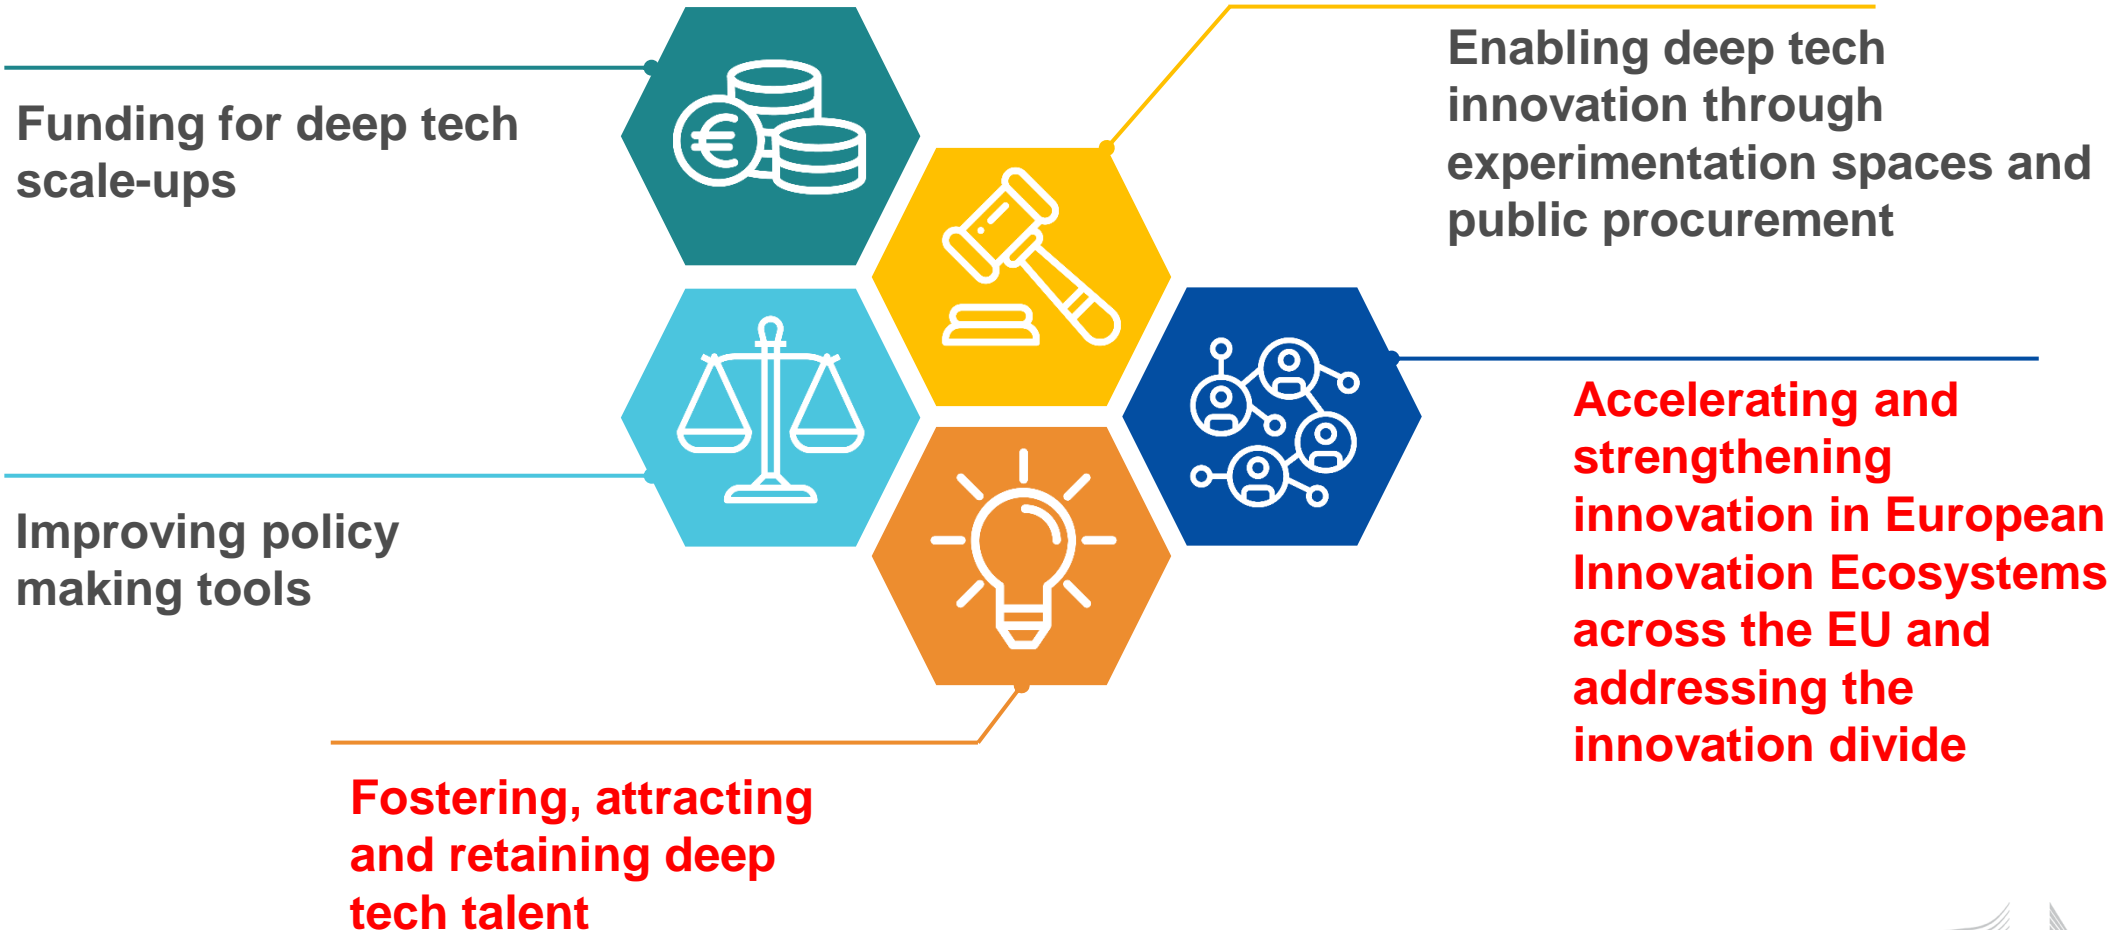 Funding for deep tech
scale-ups
Enabling deep tech
innovation through
experimentation spaces and
public procurement
Improving policy
making tools
Accelerating and
strengthening
innovation in European
Innovation Ecosystems
across the EU and
addressing the
innovation divide
Fostering, attracting
and retaining deep
tech talent